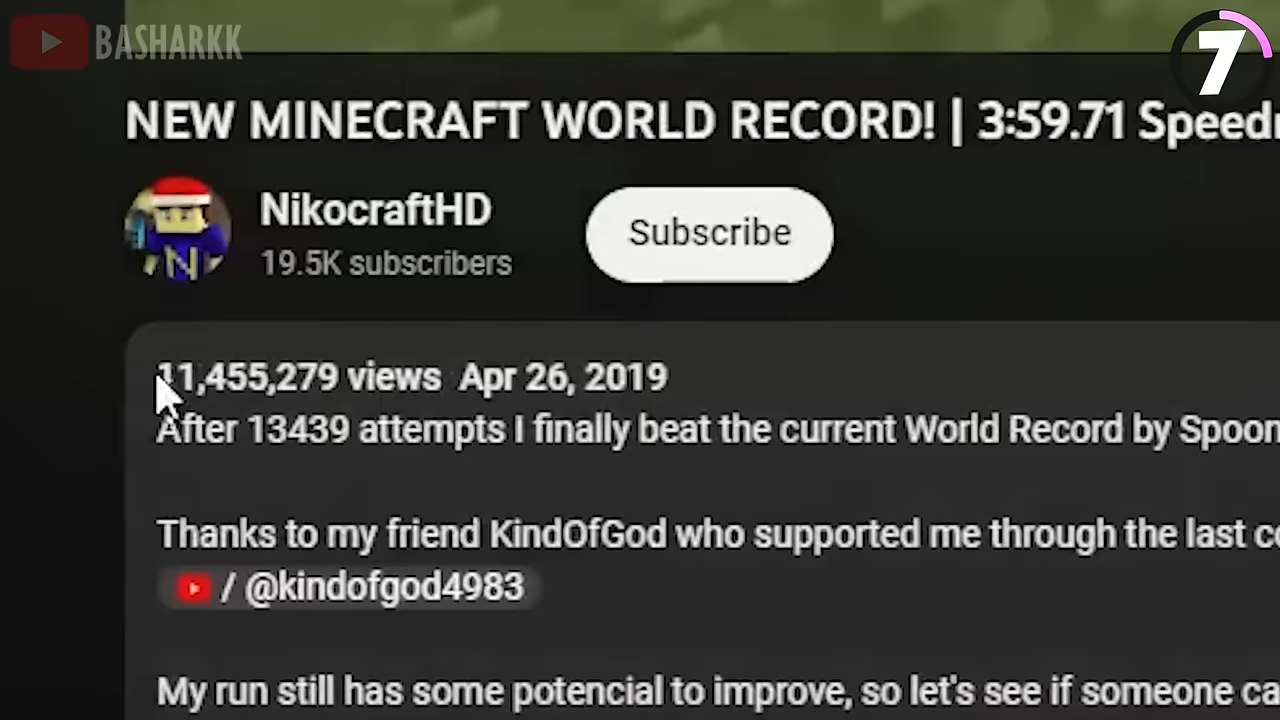 BASHARKK
7
NEW MINECRAFT WORLD RECORD! | 3:59.71
NikocraftHD
19.5K subscribers
Subscribe
11,455,279 views Apr 26, 2019
After 13439 attempts I finally beat the current World Record by
Thanks to my friend KindOfGod who supported me through the last
/ @kindofgod4983
My run still has some potencial to improve, so let's see if someone